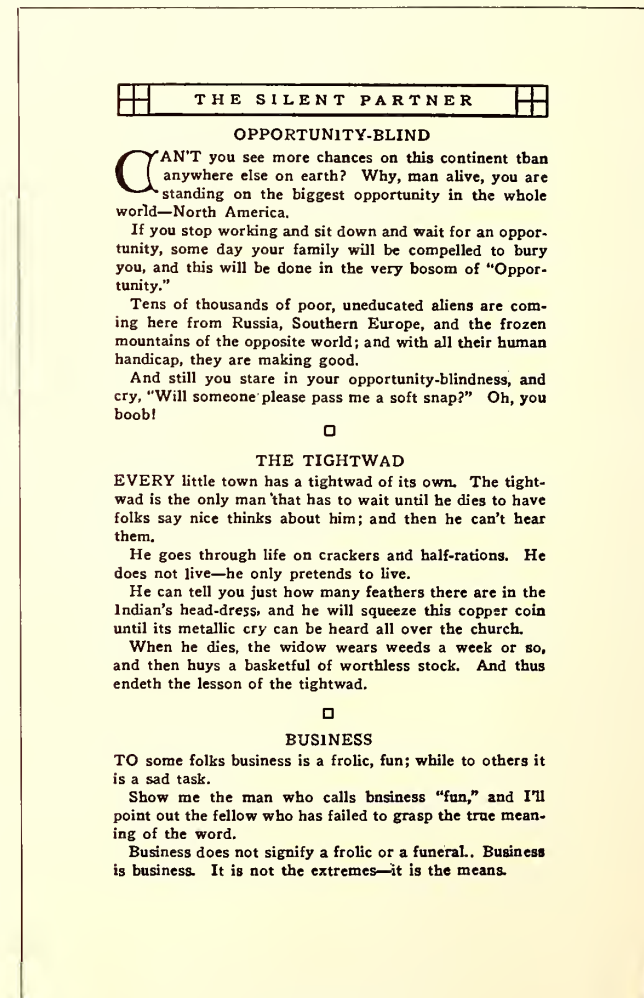 THE SILENT PARTNER
OPPORTUNITY-BLIND
CAN'T you see more chances on this continent than
anywhere else on earth? Why, man alive, you are
standing on the biggest opportunity in the whole
world—North America.
If you stop working and sit down and wait for an oppor-
tunity, some day your family will be compelled to bury
you, and this will be done in the very bosom of "Oppor-
tunity."
Tens of thousands of poor, uneducated aliens are com-
ing here from Russia, Southern Europe, and the frozen
mountains of the opposite world; and with all their human
handicap, they are making good.
And still you stare in your opportunity-blindness, and
cry, "Will someone please pass me a soft snap?" Oh, you
boob!
THE TIGHTWAD
EVERY little town has a tightwad of its own. The tight-
wad is the only man that has to wait until he dies to have
folks say nice thinks about him; and then he can't hear
them.
He goes through life on crackers and half-rations. He
does not live—he only pretends to live.
He can tell you just how many feathers there are in the
Indian's head-dress, and he will squeeze this copper coin
until its metallic cry can be heard all over the church.
When he dies, the widow wears weeds a week or so,
and then buys a basketful of worthless stock. And thus
endeth the lesson of the tightwad.
BUSINESS
TO some folks business is a frolic, fun; while to others it
is a sad task.
Show me the man who calls business "fun," and I'll
point out the fellow who has failed to grasp the true mean-
ing of the word.
Business does not signify a frolic or a funeral.. Business
is business. It is not the extremes—it is the means.